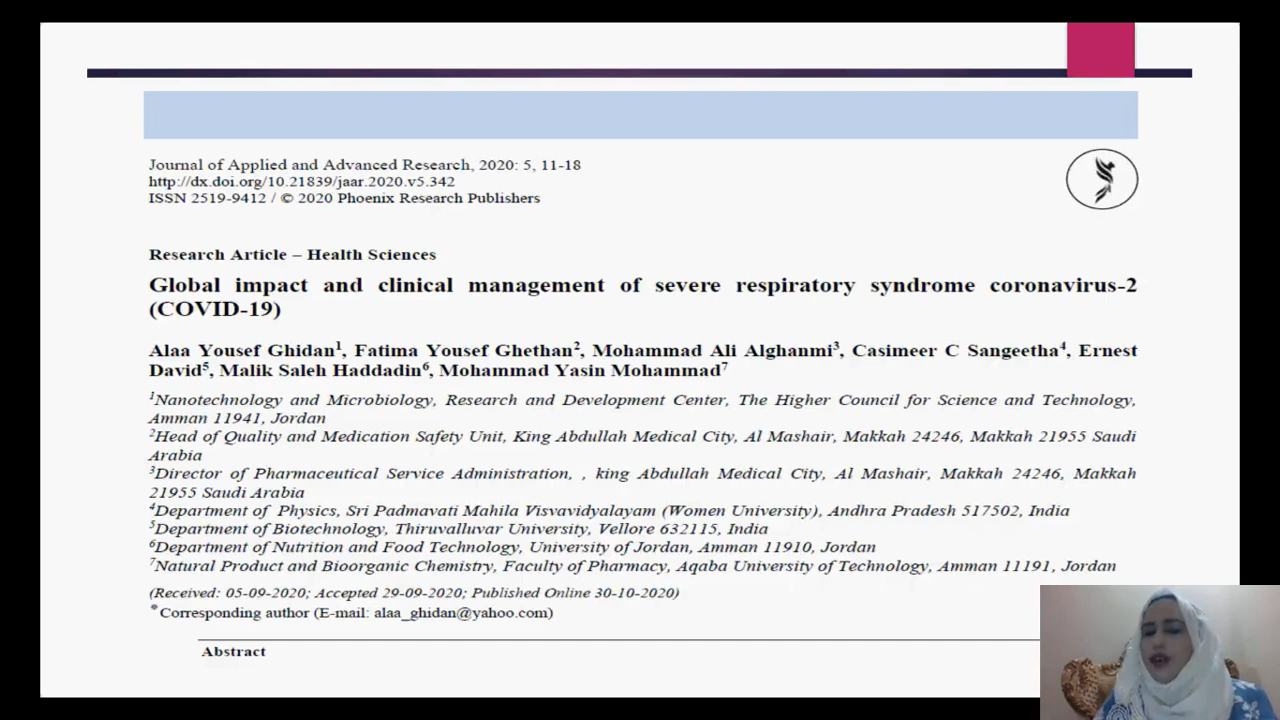 Journal of Applied and Advanced Research, 2020: 5, 11-18
http://dx.doi.org/10.21839/jaar.2020.v5.342
ISSN 2519-9412 / © 2020 Phoenix Research Publishers
Research Article – Health Sciences
Global impact and clinical management of severe respiratory syndrome coronavirus-2
(COVID-19)
Alaa Yousef Ghidan1, Fatima Yousef Ghethan2, Mohammad Ali Alghanmi3, Casimeer C Sangeetha4, Ernest
David5, Malik Saleh Haddadin6, Mohammad Yasin Mohammad7
1Nanotechnology and Microbiology, Research and Development Center, The Higher Council for Science and Technology,
Amman 11941, Jordan
2Head of Quality and Medication Safety Unit, King Abdullah Medical City, Al Mashair, Makkah 24246, Makkah 21955 Saudi
Arabia
3Director of Pharmaceutical Service Administration, , king Abdullah Medical City, Al Mashair, Makkah 24246, Makkah
21955 Saudi Arabia
4Department of Physics, Sri Padmavati Mahila Visvavidyalayam (Women University), Andhra Pradesh 517502, India
5Department of Biotechnology, Thiruvalluvar University, Vellore 632115, India
6Department of Nutrition and Food Technology, University of Jordan, Amman 11910, Jordan
7Natural Product and Bioorganic Chemistry, Faculty of Pharmacy, Aqaba University of Technology, Amman 11191, Jordan
(Received: 05-09-2020; Accepted 29-09-2020; Published Online 30-10-2020)
*Corresponding author (E-mail: alaa_ghidan@yahoo.com)
Abstract